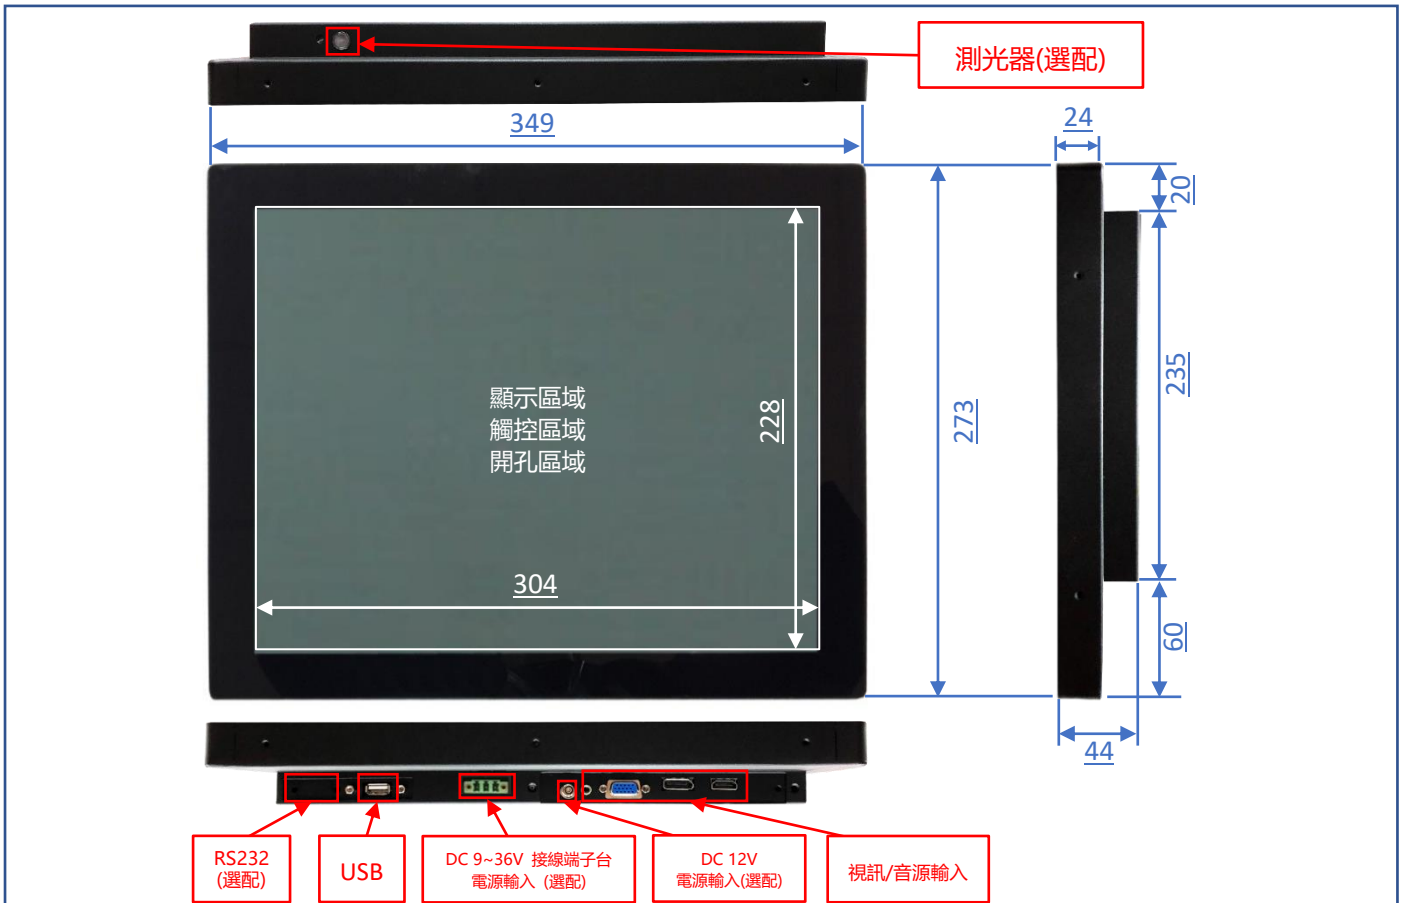 測光器(選配)
349
24
20
顯示區域
觸控區域
開孔區域
228
273
235
304
60
44
RS232
(選配)
USB
DC 9~36V 接線端子台
電源輸入 (選配)
DC 12V
電源輸入(選配)
視訊/音源輸入